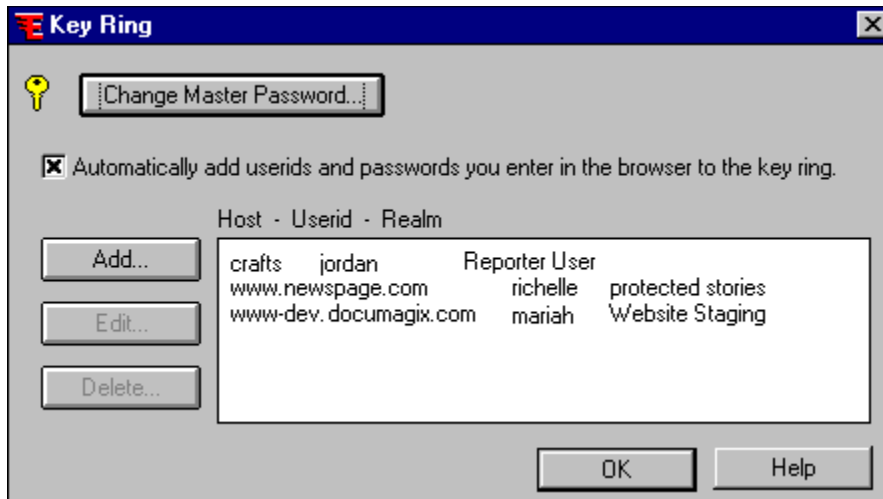 Key Ring
Change Master Password...
Automatically add userids and passwords you enter in the browser to the key ring.
Host - Userid - Realm
Add...
Edit...
Delete...
crafts jordan Reporter User
www.newspage.com richelle protected stories
www-dev.documagix.com mariah Website Staging
OK Help